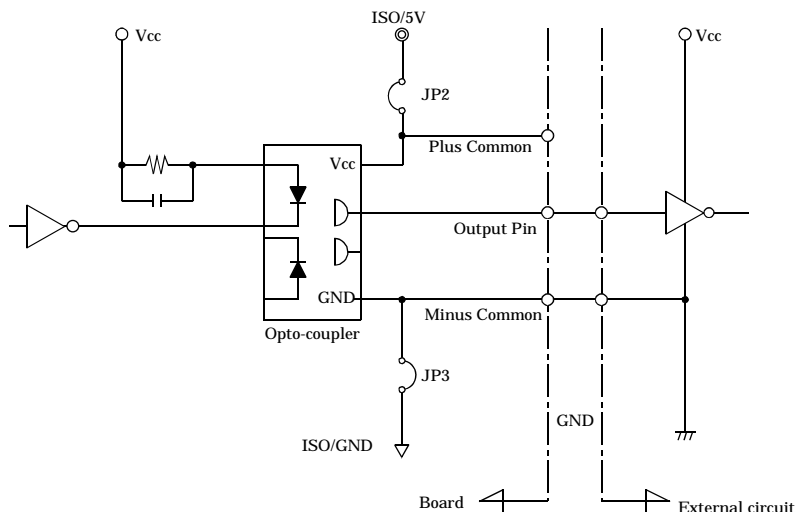 ISO/5V
Vcc
Vcc
JP2
Plus Common
Vcc
Output Pin
GND
Minus Common
Opto-coupler
JP3
GND
ISO/GND
Board
External circuit